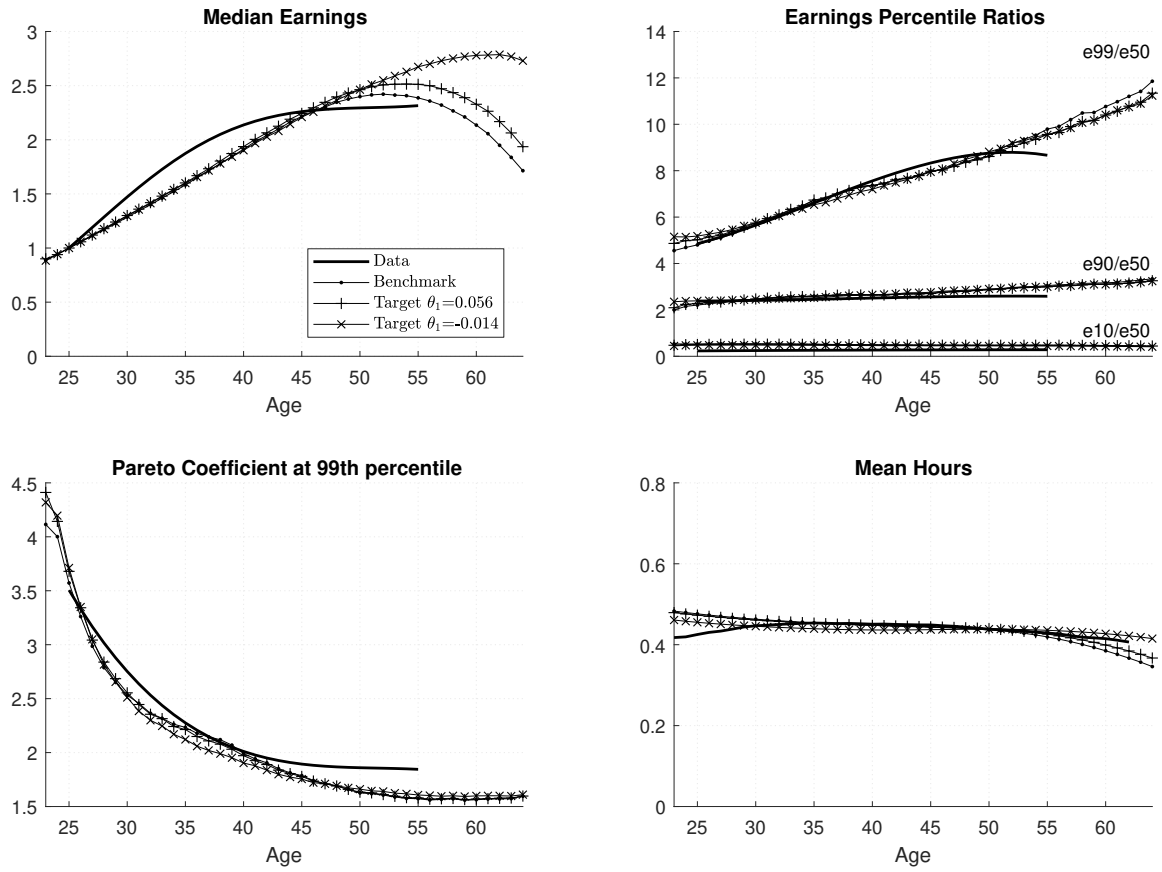 Median Earnings
3
2.5
2
1.5
1
0.5
0
25 30 35 40 45 50 55 60
Age
Data
Benchmark
Target θ₁=0.056
Target θ₁=-0.014
Earnings Percentile Ratios
14
12
10
8
6
4
2
0
e99/e50
e90/e50
e10/e50
25 30 35 40 45 50 55 60
Age
Pareto Coefficient at 99th percentile
4.5
4
3.5
3
2.5
2
1.5
25 30 35 40 45 50 55 60
Age
Mean Hours
0.8
0.6
0.4
0.2
0
25 30 35 40 45 50 55 60
Age